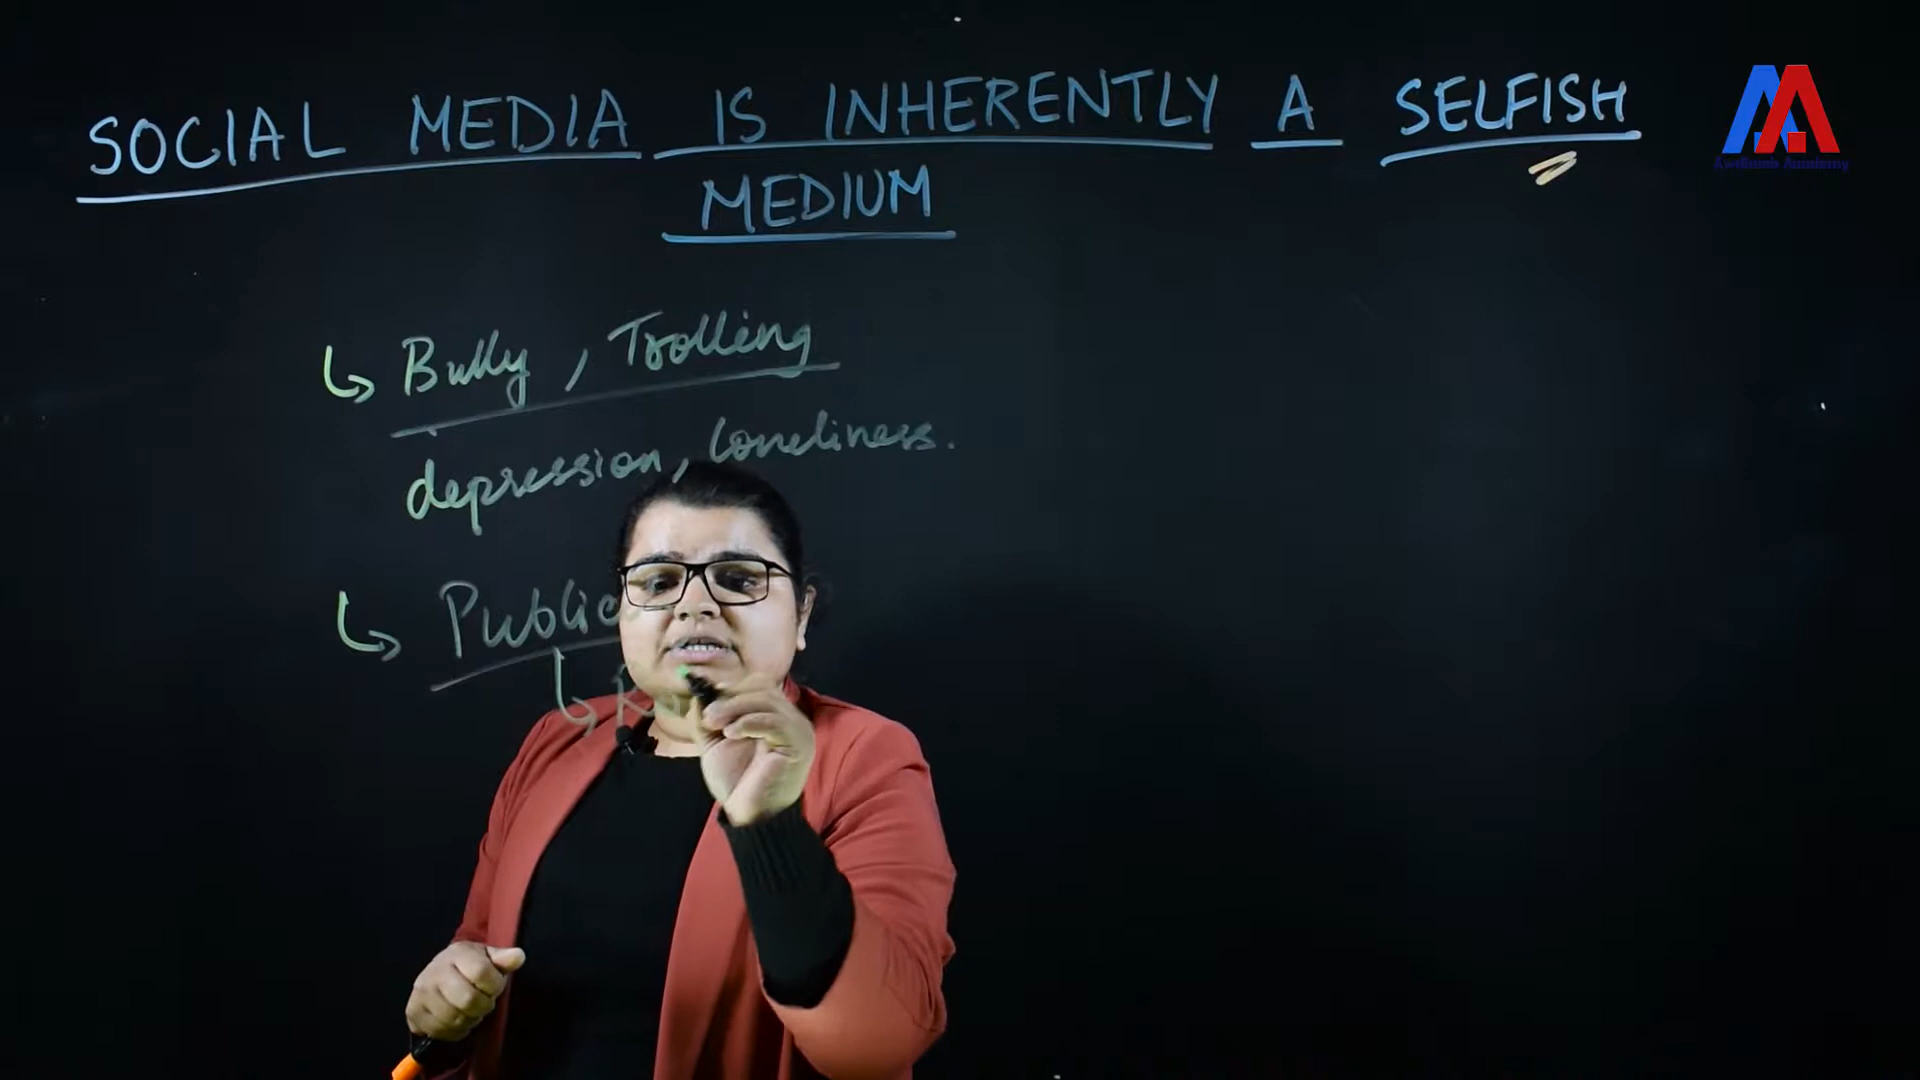 SOCIAL MEDIA IS INHERENTLY A SELFISH
MEDIUM
Bully, Trolling
depression, loneliness.
Public